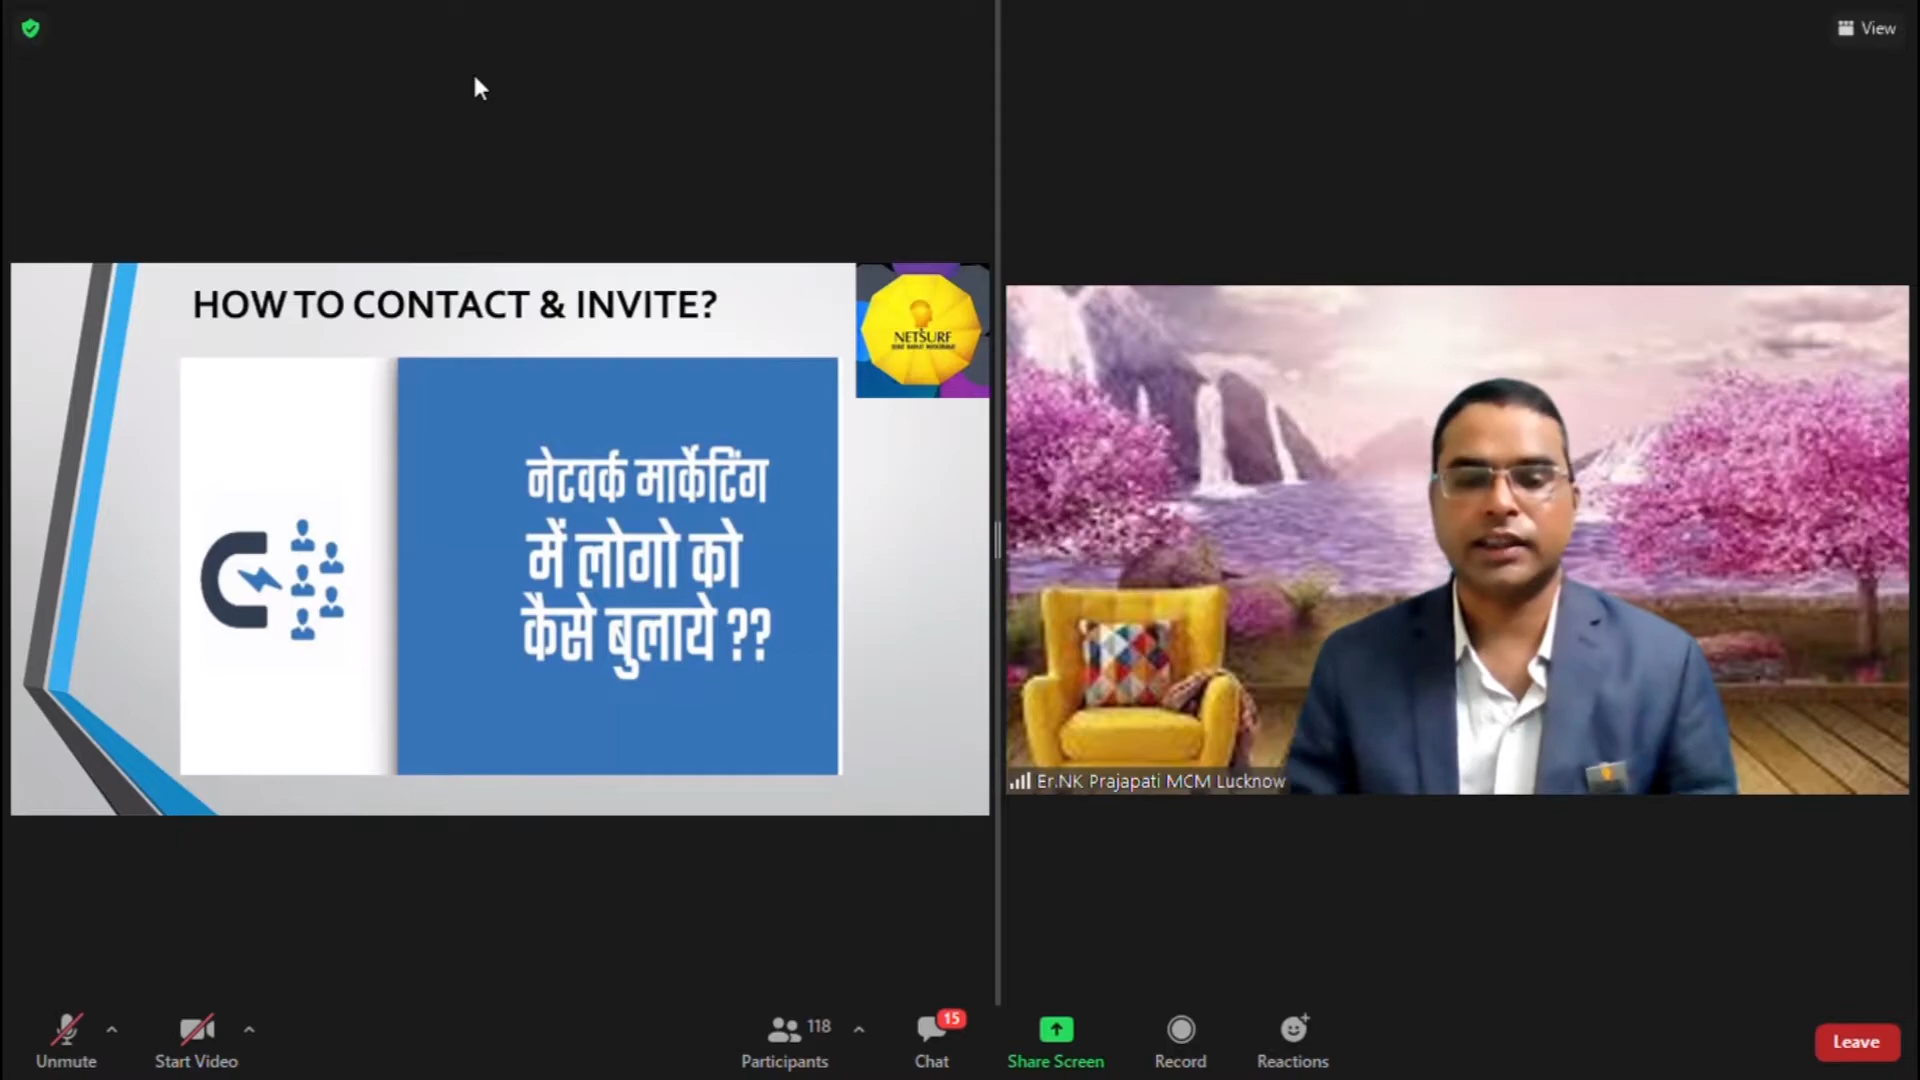 View
HOW TO CONTACT & INVITE?
NETSURF
नेटवर्क मार्केटिंग
में लोगो को
कैसे बुलाये ??
Er.NK Prajapati MCM Lucknow
Unmute
Start Video
118
Participants
15
Chat
Share Screen
Record
Reactions
Leave